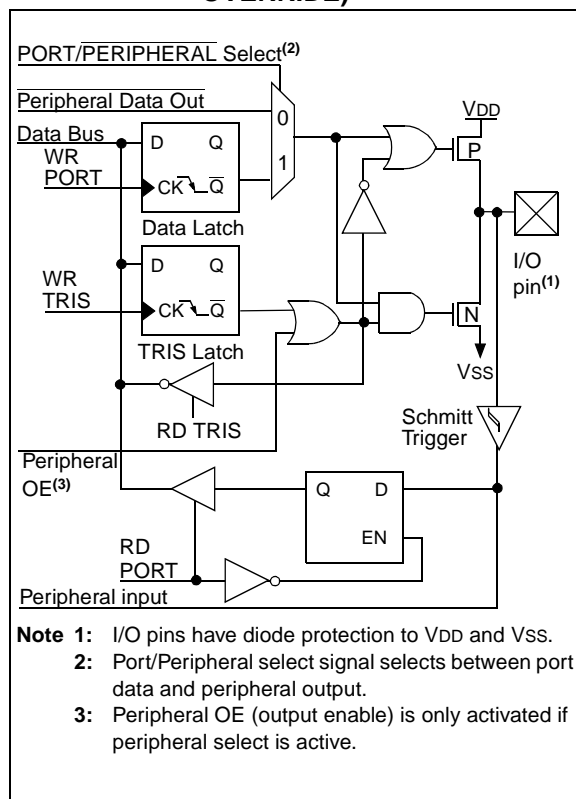 OVERRIDE)
PORT/PERIPHERAL Select(2)
Peripheral Data Out
Data Bus
WR
PORT
D Q
CK Q
Data Latch
0
1
VDD
P
I/O
pin(1)
WR
TRIS
D Q
CK Q
TRIS Latch
N
VSS
RD TRIS
Schmitt
Trigger
Peripheral
OE(3)
Q D
EN
RD
PORT
Peripheral input
Note 1: I/O pins have diode protection to VDD and VSS.
2: Port/Peripheral select signal selects between port
data and peripheral output.
3: Peripheral OE (output enable) is only activated if
peripheral select is active.